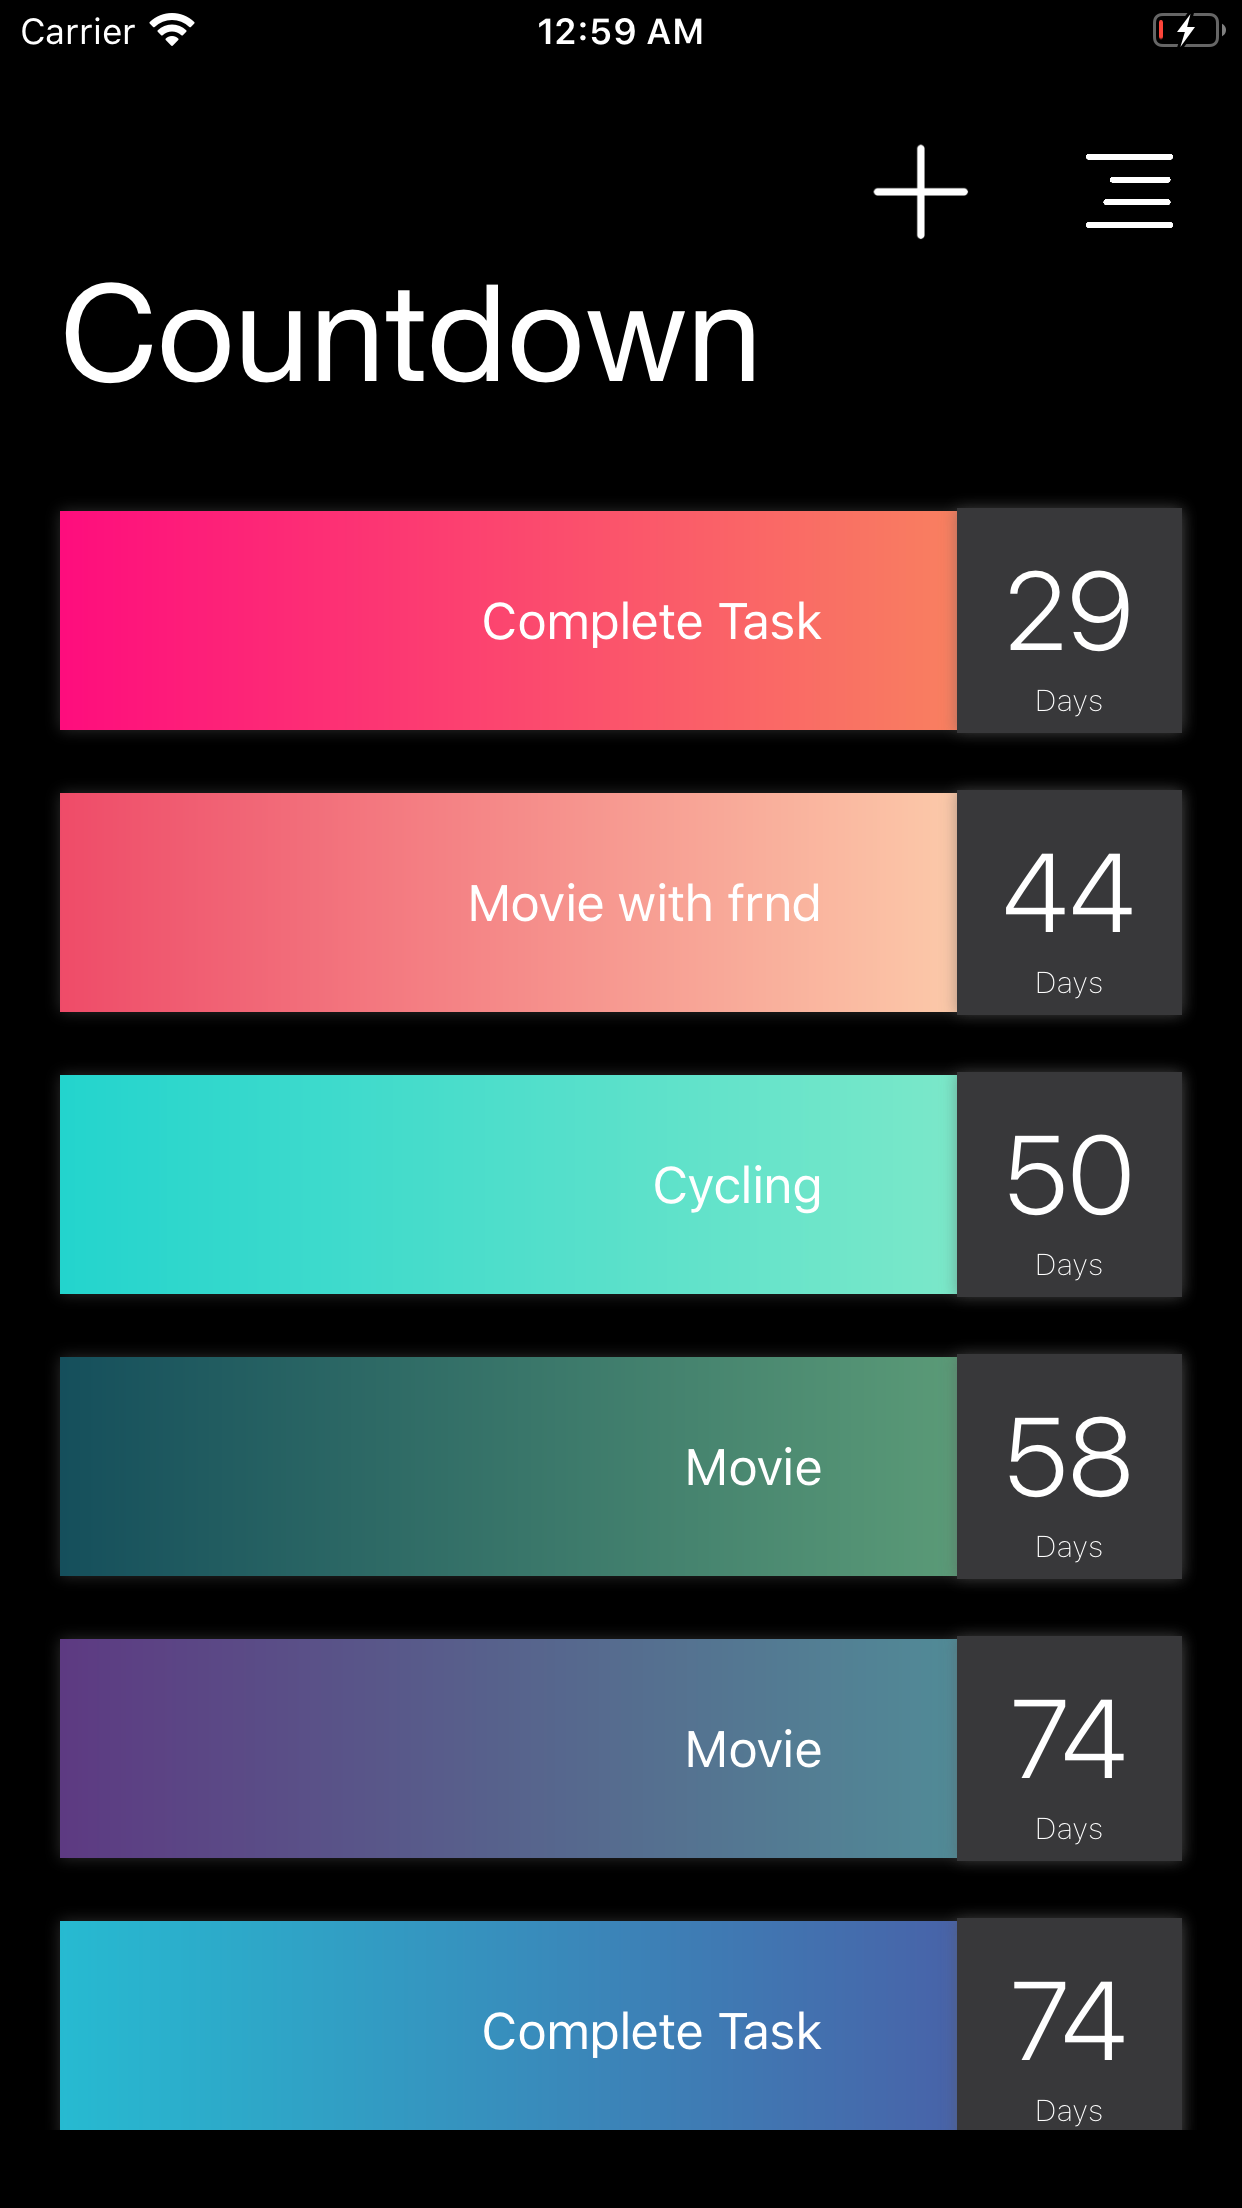 Carrier 12:59 AM
Countdown
Complete Task
29
Days
Movie with frnd
44
Days
Cycling
50
Days
Movie
58
Days
Movie
74
Days
Complete Task
74
Days